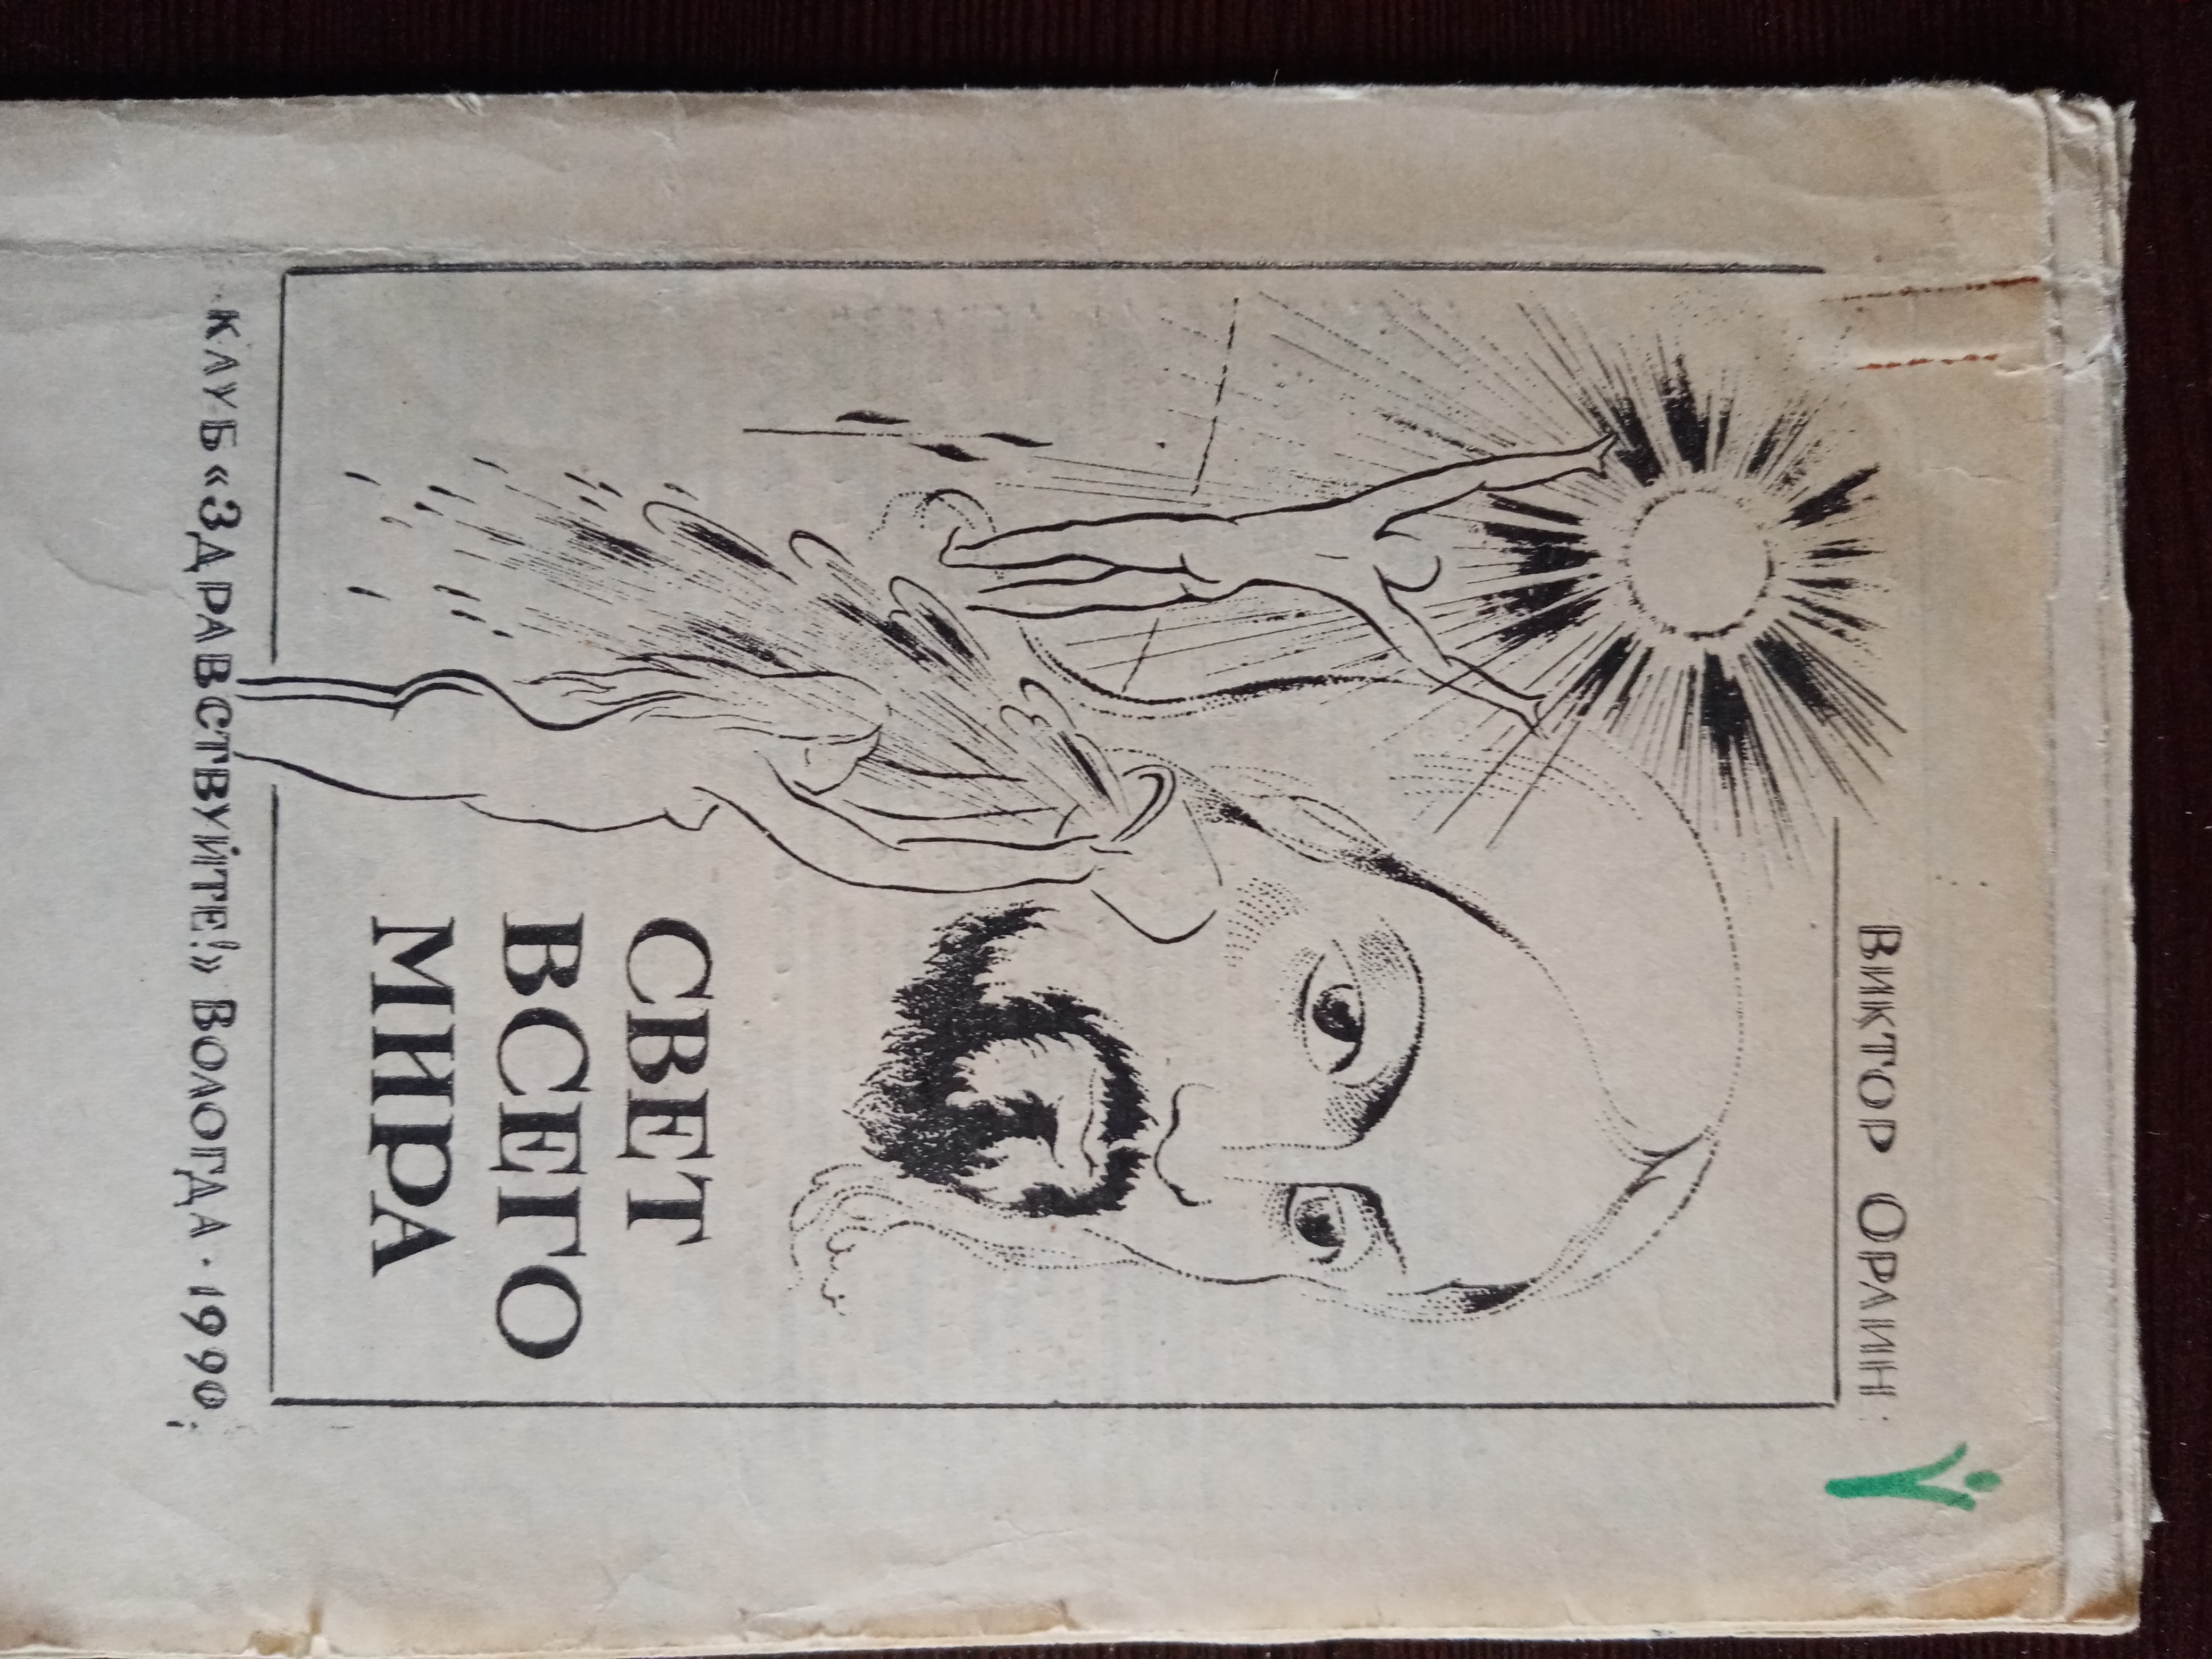 ВИКТОР ОРЛИН
СВЕТ
ВСЕГО
МИРА
КЛУБ «ЗДРАВСТВУЙТЕ!» ВОЛОГДА · 1990